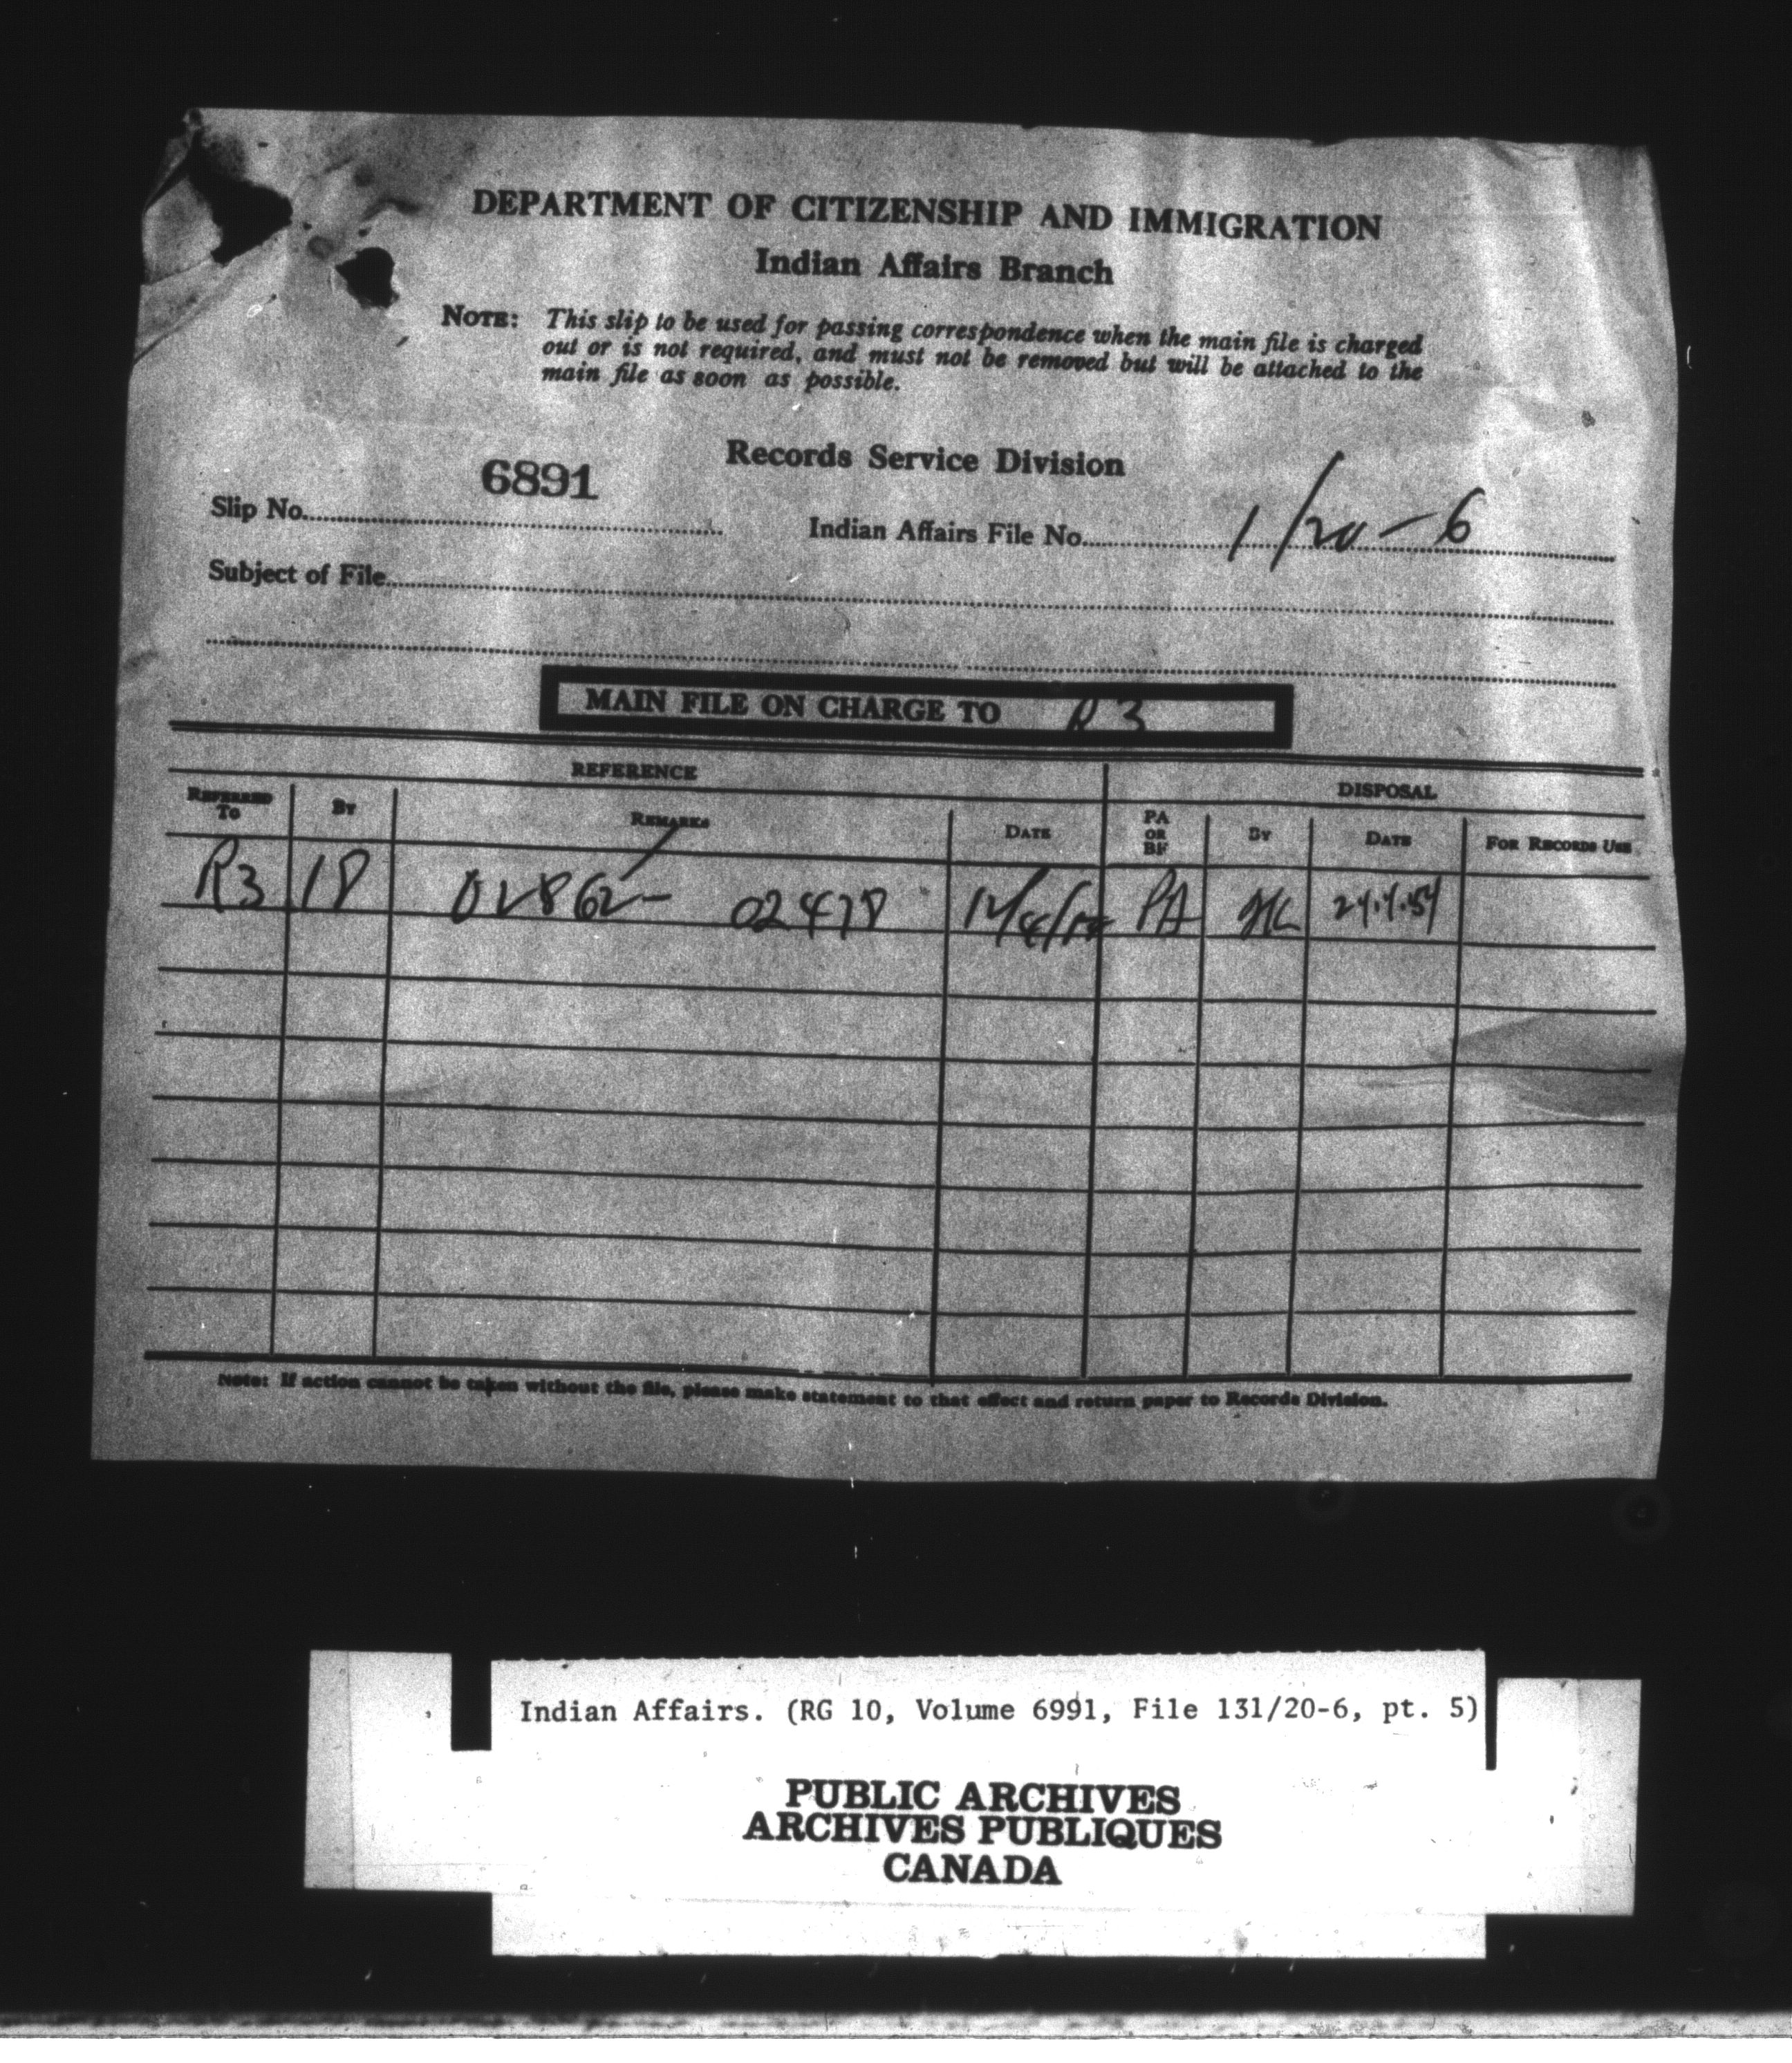 DEPARTMENT OF CITIZENSHIP AND IMMIGRATION
Indian Affairs Branch
NOTE: This slip to be used for passing correspondence when the main file is charged
out or is not required, and must not be removed but will be attached to the
main file as soon as possible.
Records Service Division
Slip No. 6891 Indian Affairs File No. 1/20-6
Subject of File
MAIN FILE ON CHARGE TO R3
REFERENCE DISPOSAL
REFERRED TO BY REMARKS DATE PA OR BF BY DATE FOR RECORDS USE
R3 18 02862- 02478 PA
Note: If action cannot be taken without the file, please make statement to that effect and return paper to Records Division.
Indian Affairs. (RG 10, Volume 6991, File 131/20-6, pt. 5)
PUBLIC ARCHIVES
ARCHIVES PUBLIQUES
CANADA